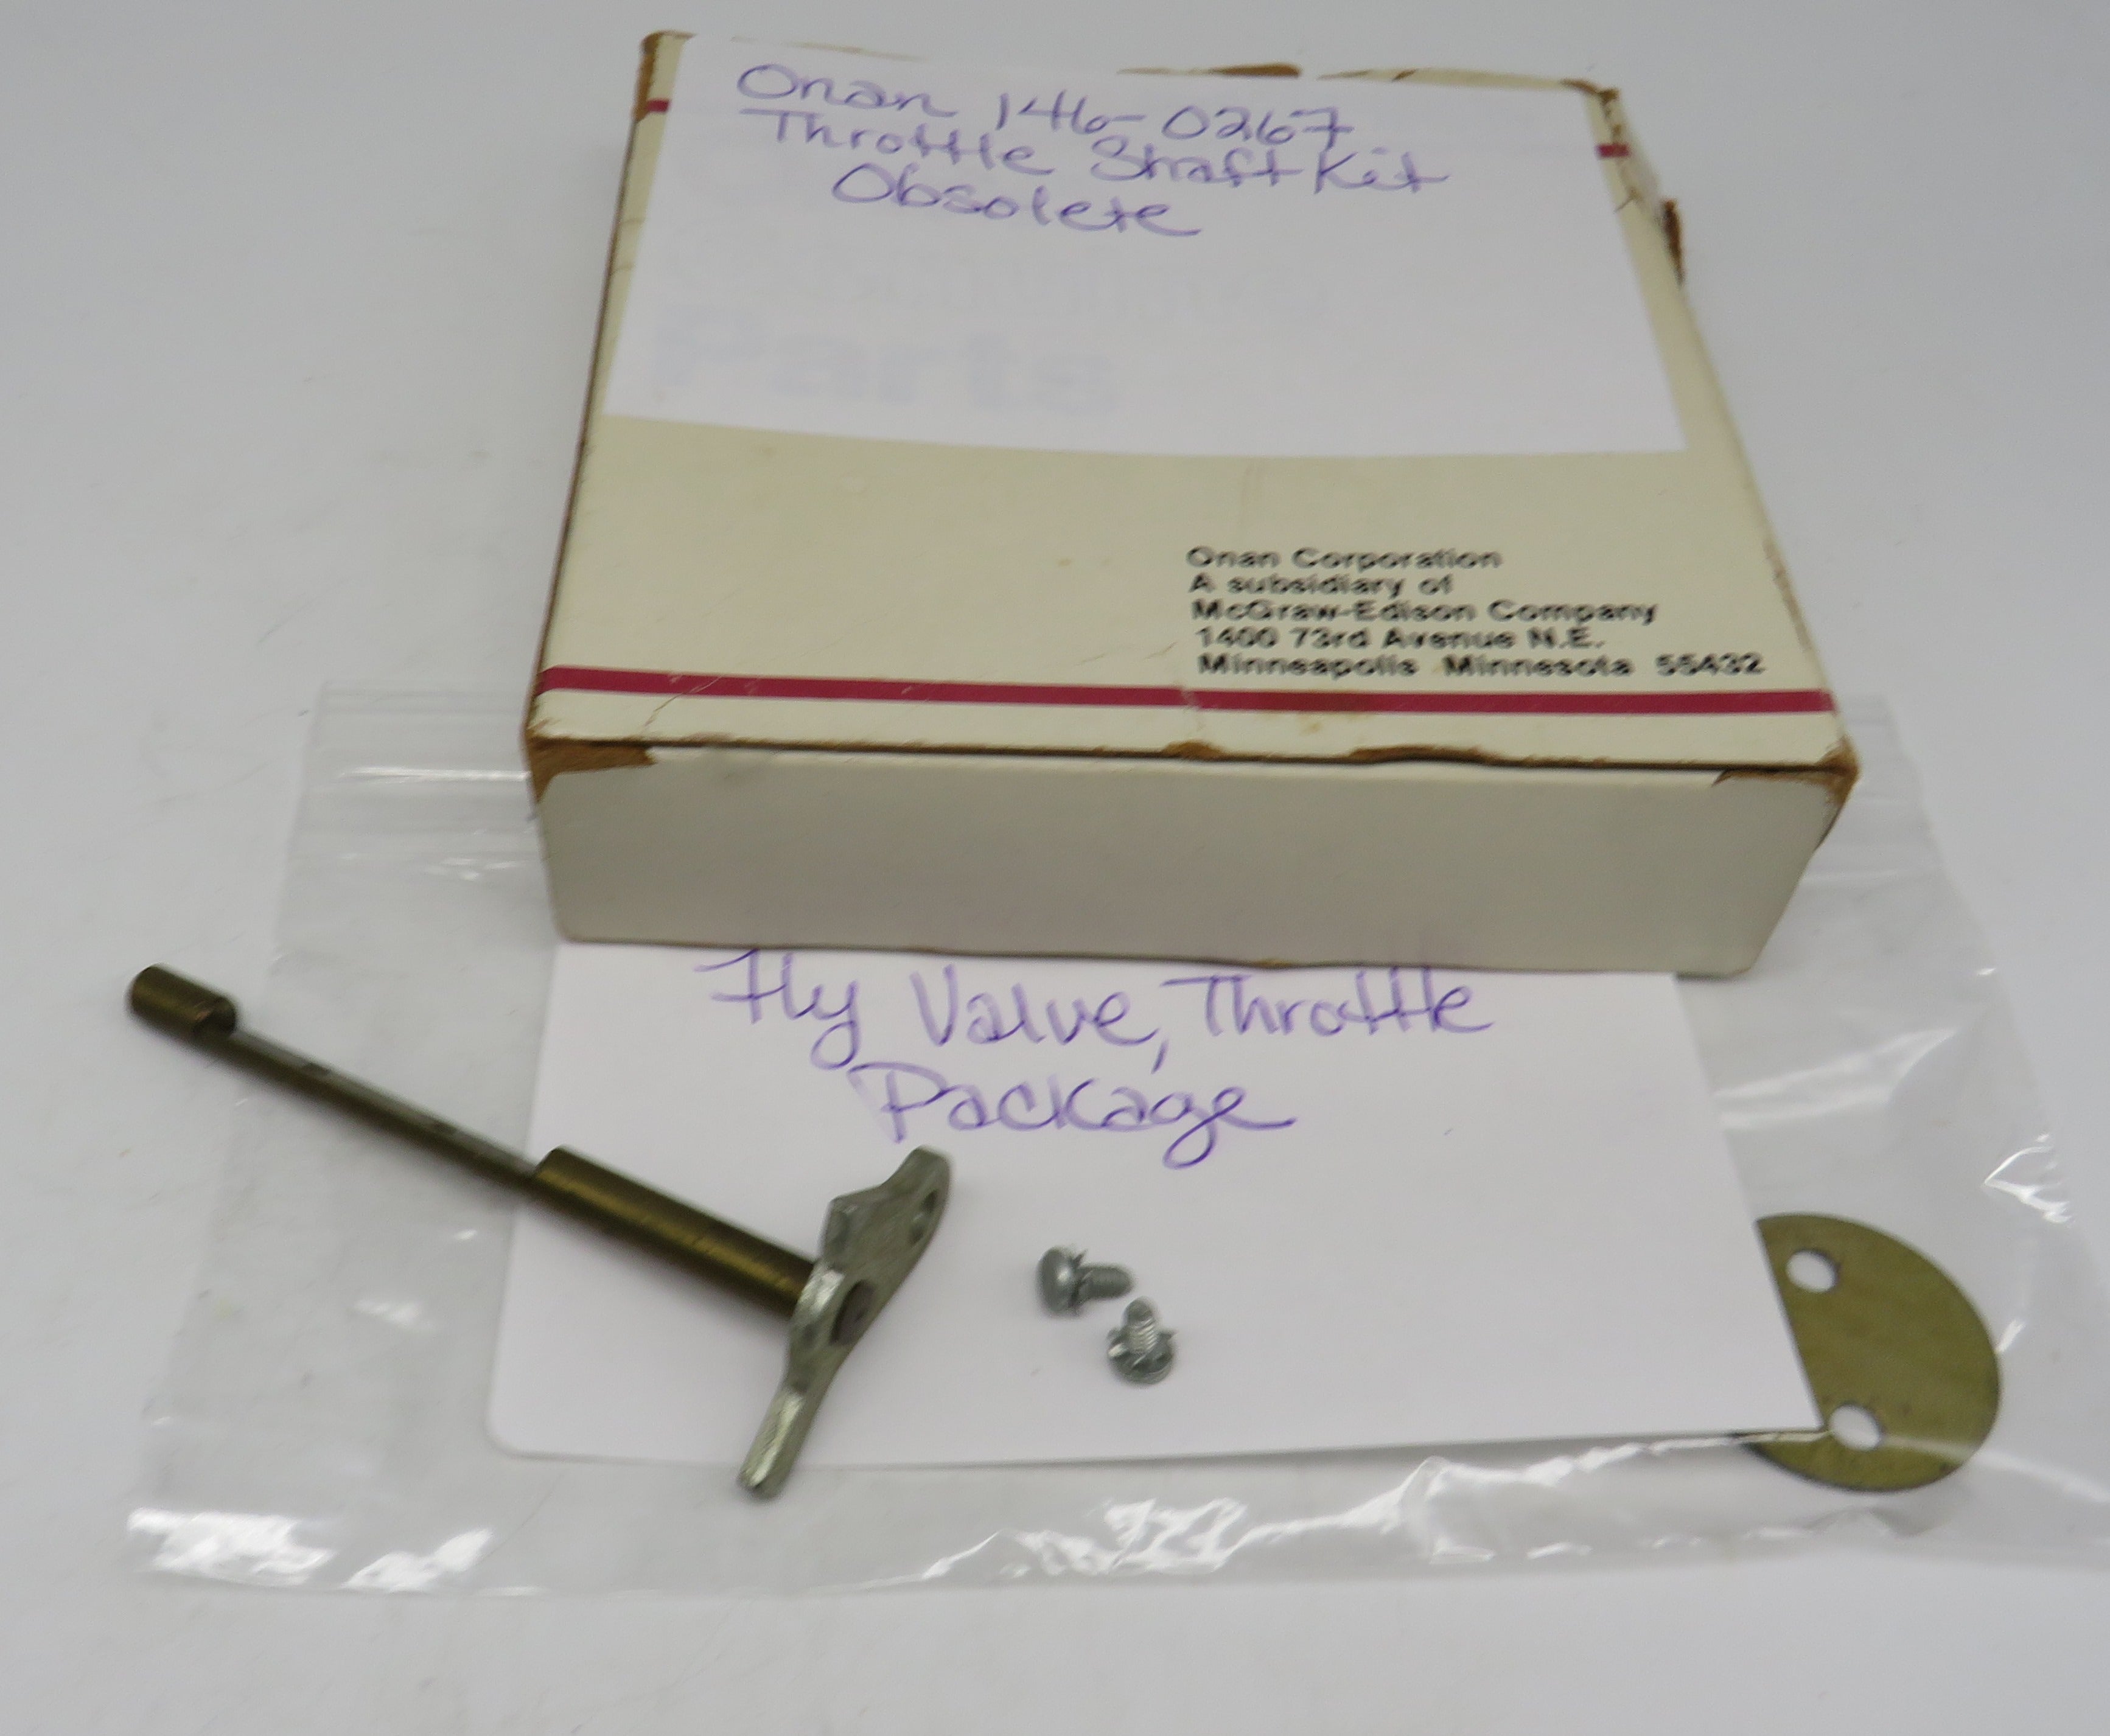 Onan 146-0267
Throttle Shaft Kit
Obsolete
Parts
Onan Corporation
A subsidiary of
McGraw-Edison Company
1400 73rd Avenue N.E.
Minneapolis Minnesota 55432
Fly Valve, Throttle
Package